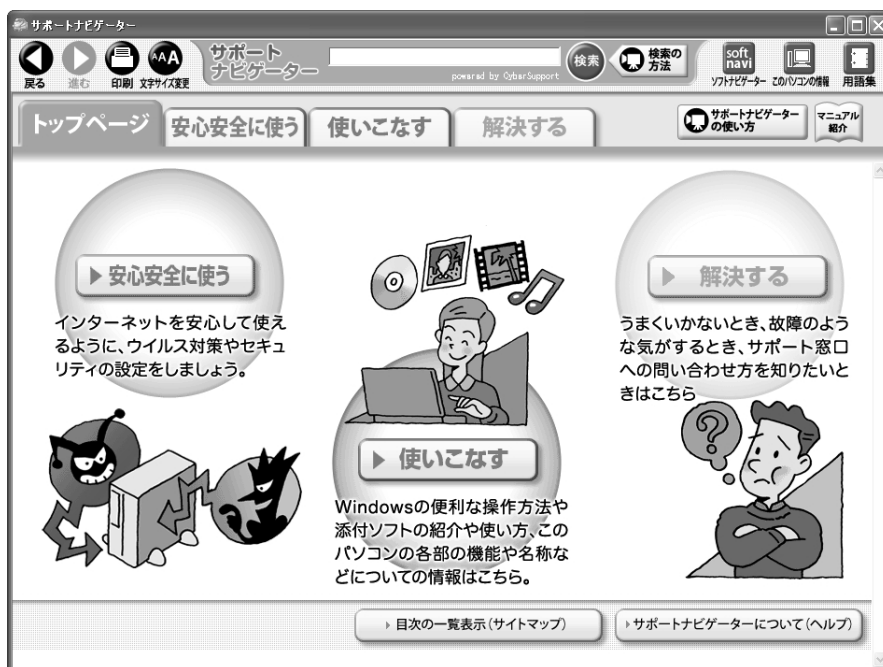 サポートナビゲーター
戻る
進む
印刷
文字サイズ変更
AAA
サポート
ナビゲーター
powered by CyberSupport
検索
検索の
方法
soft
navi
ソフトナビゲーター
このパソコンの情報
用語集
トップページ
安心安全に使う
使いこなす
解決する
サポートナビゲーター
の使い方
マニュアル
紹介
安心安全に使う
インターネットを安心して使え
るように、ウイルス対策やセキュ
リティの設定をしましょう。
使いこなす
Windowsの便利な操作方法や
添付ソフトの紹介や使い方、この
パソコンの各部の機能や名称な
どについての情報はこちら。
解決する
うまくいかないとき、故障のよう
な気がするとき、サポート窓口
への問い合わせ方を知りたいと
きはこちら
?
目次の一覧表示(サイトマップ)
サポートナビゲーターについて(ヘルプ)